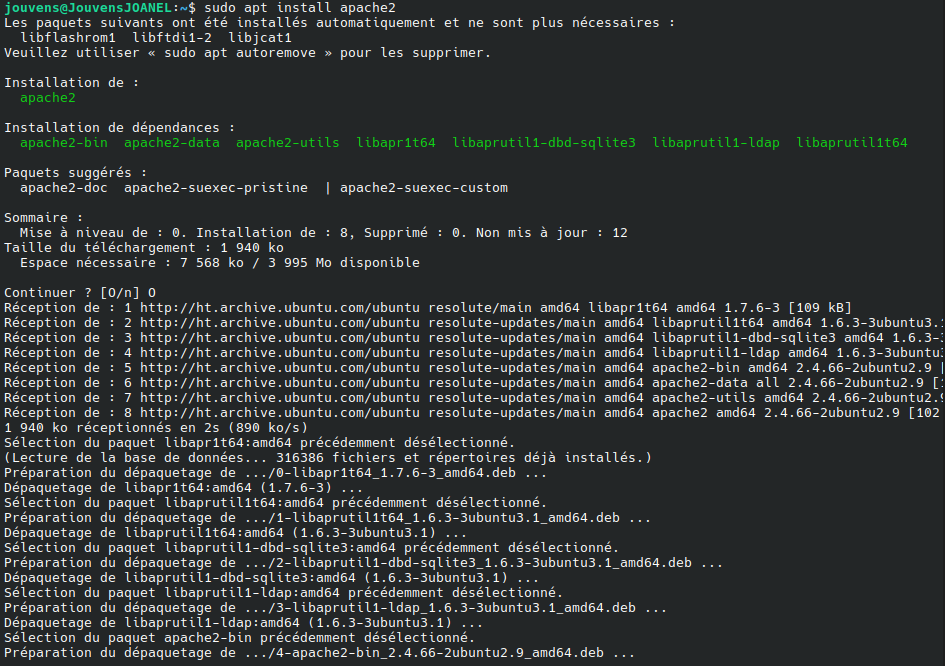 jouvens@JouvensJOANEL:~$ sudo apt install apache2
Les paquets suivants ont été installés automatiquement et ne sont plus nécessaires :
  libflashrom1  libftdi1-2  libjcat1
Veuillez utiliser « sudo apt autoremove » pour les supprimer.

Installation de :
  apache2

Installation de dépendances :
  apache2-bin  apache2-data  apache2-utils  libapr1t64  libaprutil1-dbd-sqlite3  libaprutil1-ldap  libaprutil1t64

Paquets suggérés :
  apache2-doc  apache2-suexec-pristine  | apache2-suexec-custom

Sommaire :
  Mise à niveau de : 0. Installation de : 8, Supprimé : 0. Non mis à jour : 12
Taille du téléchargement : 1 940 ko
  Espace nécessaire : 7 568 ko / 3 995 Mo disponible

Continuer ? [O/n] O
Réception de : 1 http://ht.archive.ubuntu.com/ubuntu resolute/main amd64 libapr1t64 amd64 1.7.6-3 [109 kB]
Réception de : 2 http://ht.archive.ubuntu.com/ubuntu resolute-updates/main amd64 libaprutil1t64 amd64 1.6.3-3ubuntu3.1
Réception de : 3 http://ht.archive.ubuntu.com/ubuntu resolute-updates/main amd64 libaprutil1-dbd-sqlite3 amd64 1.6.3-
Réception de : 4 http://ht.archive.ubuntu.com/ubuntu resolute-updates/main amd64 libaprutil1-ldap amd64 1.6.3-3ubuntu
Réception de : 5 http://ht.archive.ubuntu.com/ubuntu resolute-updates/main amd64 apache2-bin amd64 2.4.66-2ubuntu2.9 [
Réception de : 6 http://ht.archive.ubuntu.com/ubuntu resolute-updates/main amd64 apache2-data all 2.4.66-2ubuntu2.9 [
Réception de : 7 http://ht.archive.ubuntu.com/ubuntu resolute-updates/main amd64 apache2-utils amd64 2.4.66-2ubuntu2.9
Réception de : 8 http://ht.archive.ubuntu.com/ubuntu resolute-updates/main amd64 apache2 amd64 2.4.66-2ubuntu2.9 [102
1 940 ko réceptionnés en 2s (890 ko/s)
Sélection du paquet libapr1t64:amd64 précédemment désélectionné.
(Lecture de la base de données... 316386 fichiers et répertoires déjà installés.)
Préparation du dépaquetage de .../0-libapr1t64_1.7.6-3_amd64.deb ...
Dépaquetage de libapr1t64:amd64 (1.7.6-3) ...
Sélection du paquet libaprutil1t64:amd64 précédemment désélectionné.
Préparation du dépaquetage de .../1-libaprutil1t64_1.6.3-3ubuntu3.1_amd64.deb ...
Dépaquetage de libaprutil1t64:amd64 (1.6.3-3ubuntu3.1) ...
Sélection du paquet libaprutil1-dbd-sqlite3:amd64 précédemment désélectionné.
Préparation du dépaquetage de .../2-libaprutil1-dbd-sqlite3_1.6.3-3ubuntu3.1_amd64.deb ...
Dépaquetage de libaprutil1-dbd-sqlite3:amd64 (1.6.3-3ubuntu3.1) ...
Sélection du paquet libaprutil1-ldap:amd64 précédemment désélectionné.
Préparation du dépaquetage de .../3-libaprutil1-ldap_1.6.3-3ubuntu3.1_amd64.deb ...
Dépaquetage de libaprutil1-ldap:amd64 (1.6.3-3ubuntu3.1) ...
Sélection du paquet apache2-bin précédemment désélectionné.
Préparation du dépaquetage de .../4-apache2-bin_2.4.66-2ubuntu2.9_amd64.deb ...